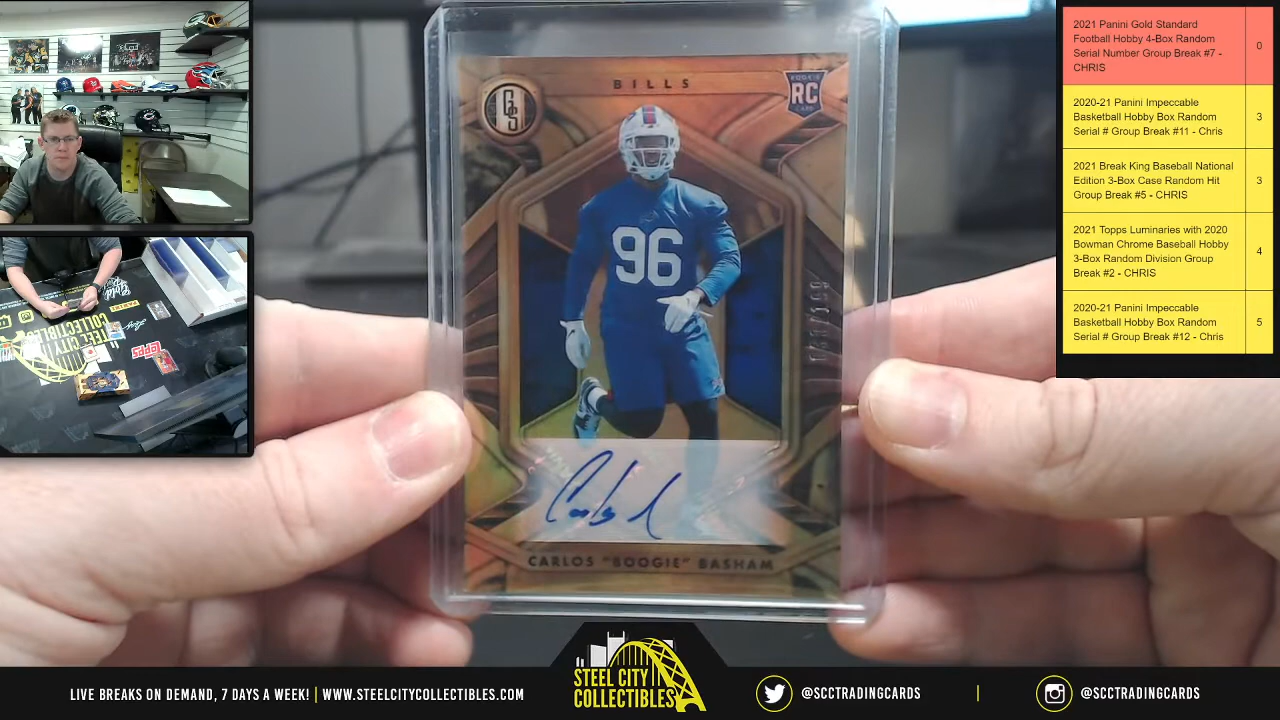 BILLS
GS
ROOKIE
RC
CARD
96
CARLOS "BOOGIE" BASHAM
2021 Panini Gold Standard
Football Hobby 4-Box Random
Serial Number Group Break #7 -
CHRIS
0
2020-21 Panini Impeccable
Basketball Hobby Box Random
Serial # Group Break #11 - Chris
3
2021 Break King Baseball National
Edition 3-Box Case Random Hit
Group Break #5 - CHRIS
3
2021 Topps Luminaries with 2020
Bowman Chrome Baseball Hobby
3-Box Random Division Group
Break #2 - CHRIS
4
2020-21 Panini Impeccable
Basketball Hobby Box Random
Serial # Group Break #12 - Chris
5
STEEL CITY
COLLECTIBLES
TOPPS
LIVE BREAKS ON DEMAND, 7 DAYS A WEEK! | WWW.STEELCITYCOLLECTIBLES.COM
STEEL CITY
COLLECTIBLES
@SCCTRADINGCARDS
|
@SCCTRADINGCARDS